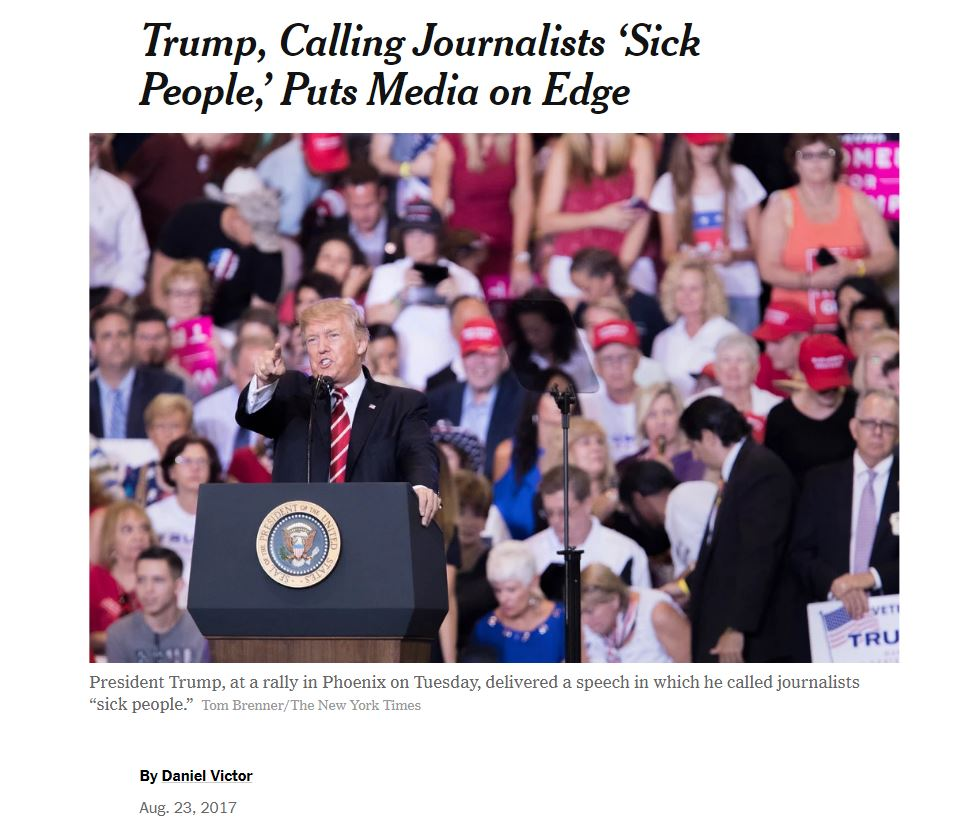 Trump, Calling Journalists ‘Sick
People,’ Puts Media on Edge
PRESIDENT OF THE UNITED STATES
SEAL OF THE
TRU
President Trump, at a rally in Phoenix on Tuesday, delivered a speech in which he called journalists
“sick people.” Tom Brenner/The New York Times
By Daniel Victor
Aug. 23, 2017